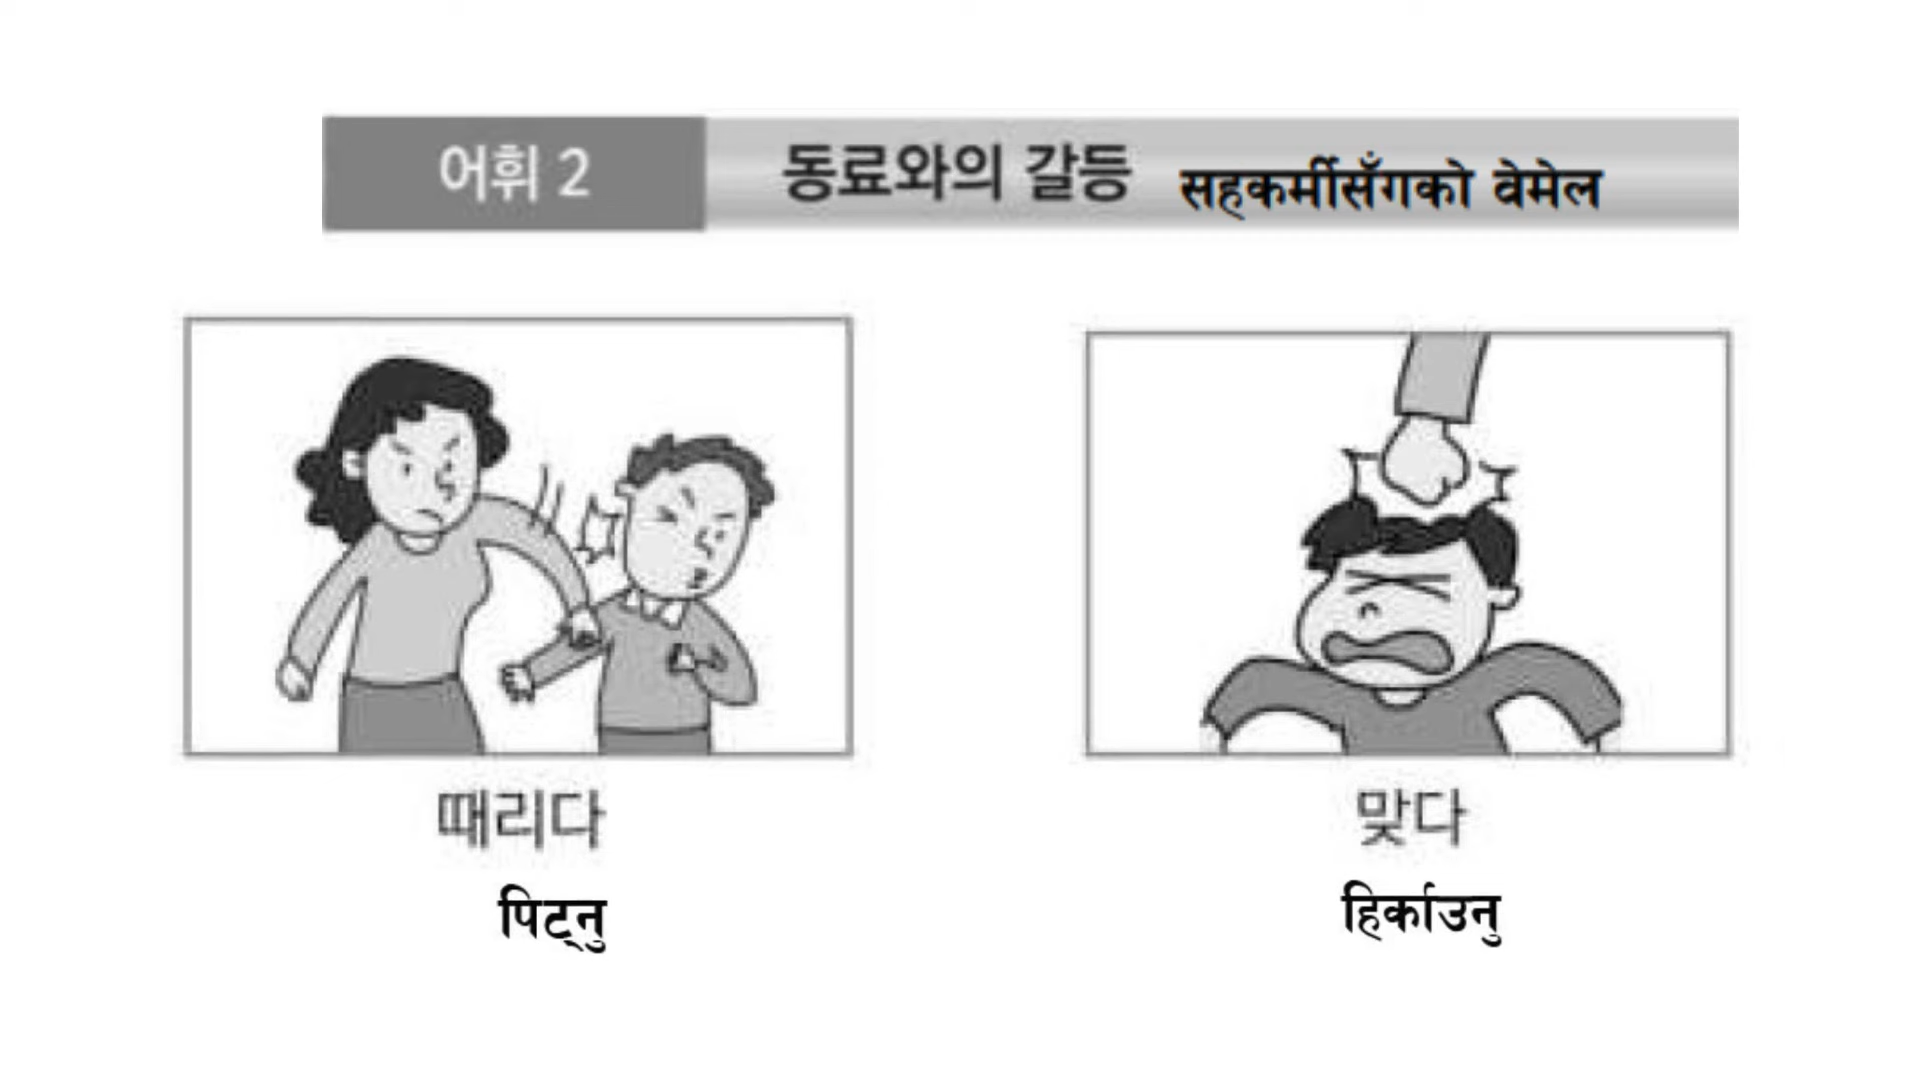 어휘 2 동료와의 갈등 सहकर्मीसँगको वेमेल
때리다 맞다
पिट्नु हिर्काउनु